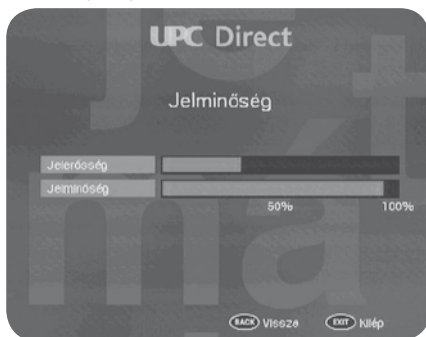 UPC Direct
Jelminőség
Jelerősség
Jelminőség
50% 100%
BACK Vissza EXIT Kilép